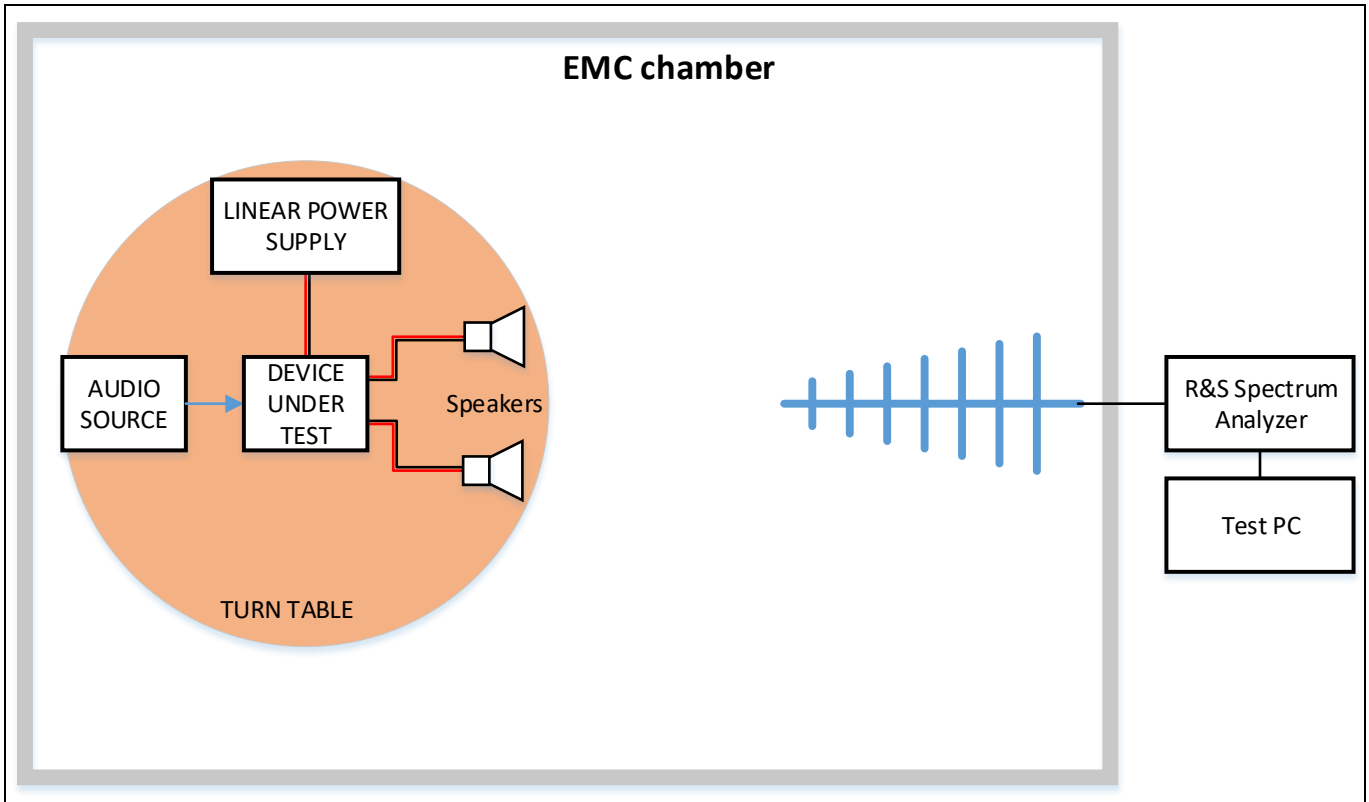 EMC chamber
LINEAR POWER
SUPPLY
AUDIO
SOURCE
DEVICE
UNDER
TEST
Speakers
TURN TABLE
R&S Spectrum
Analyzer
Test PC